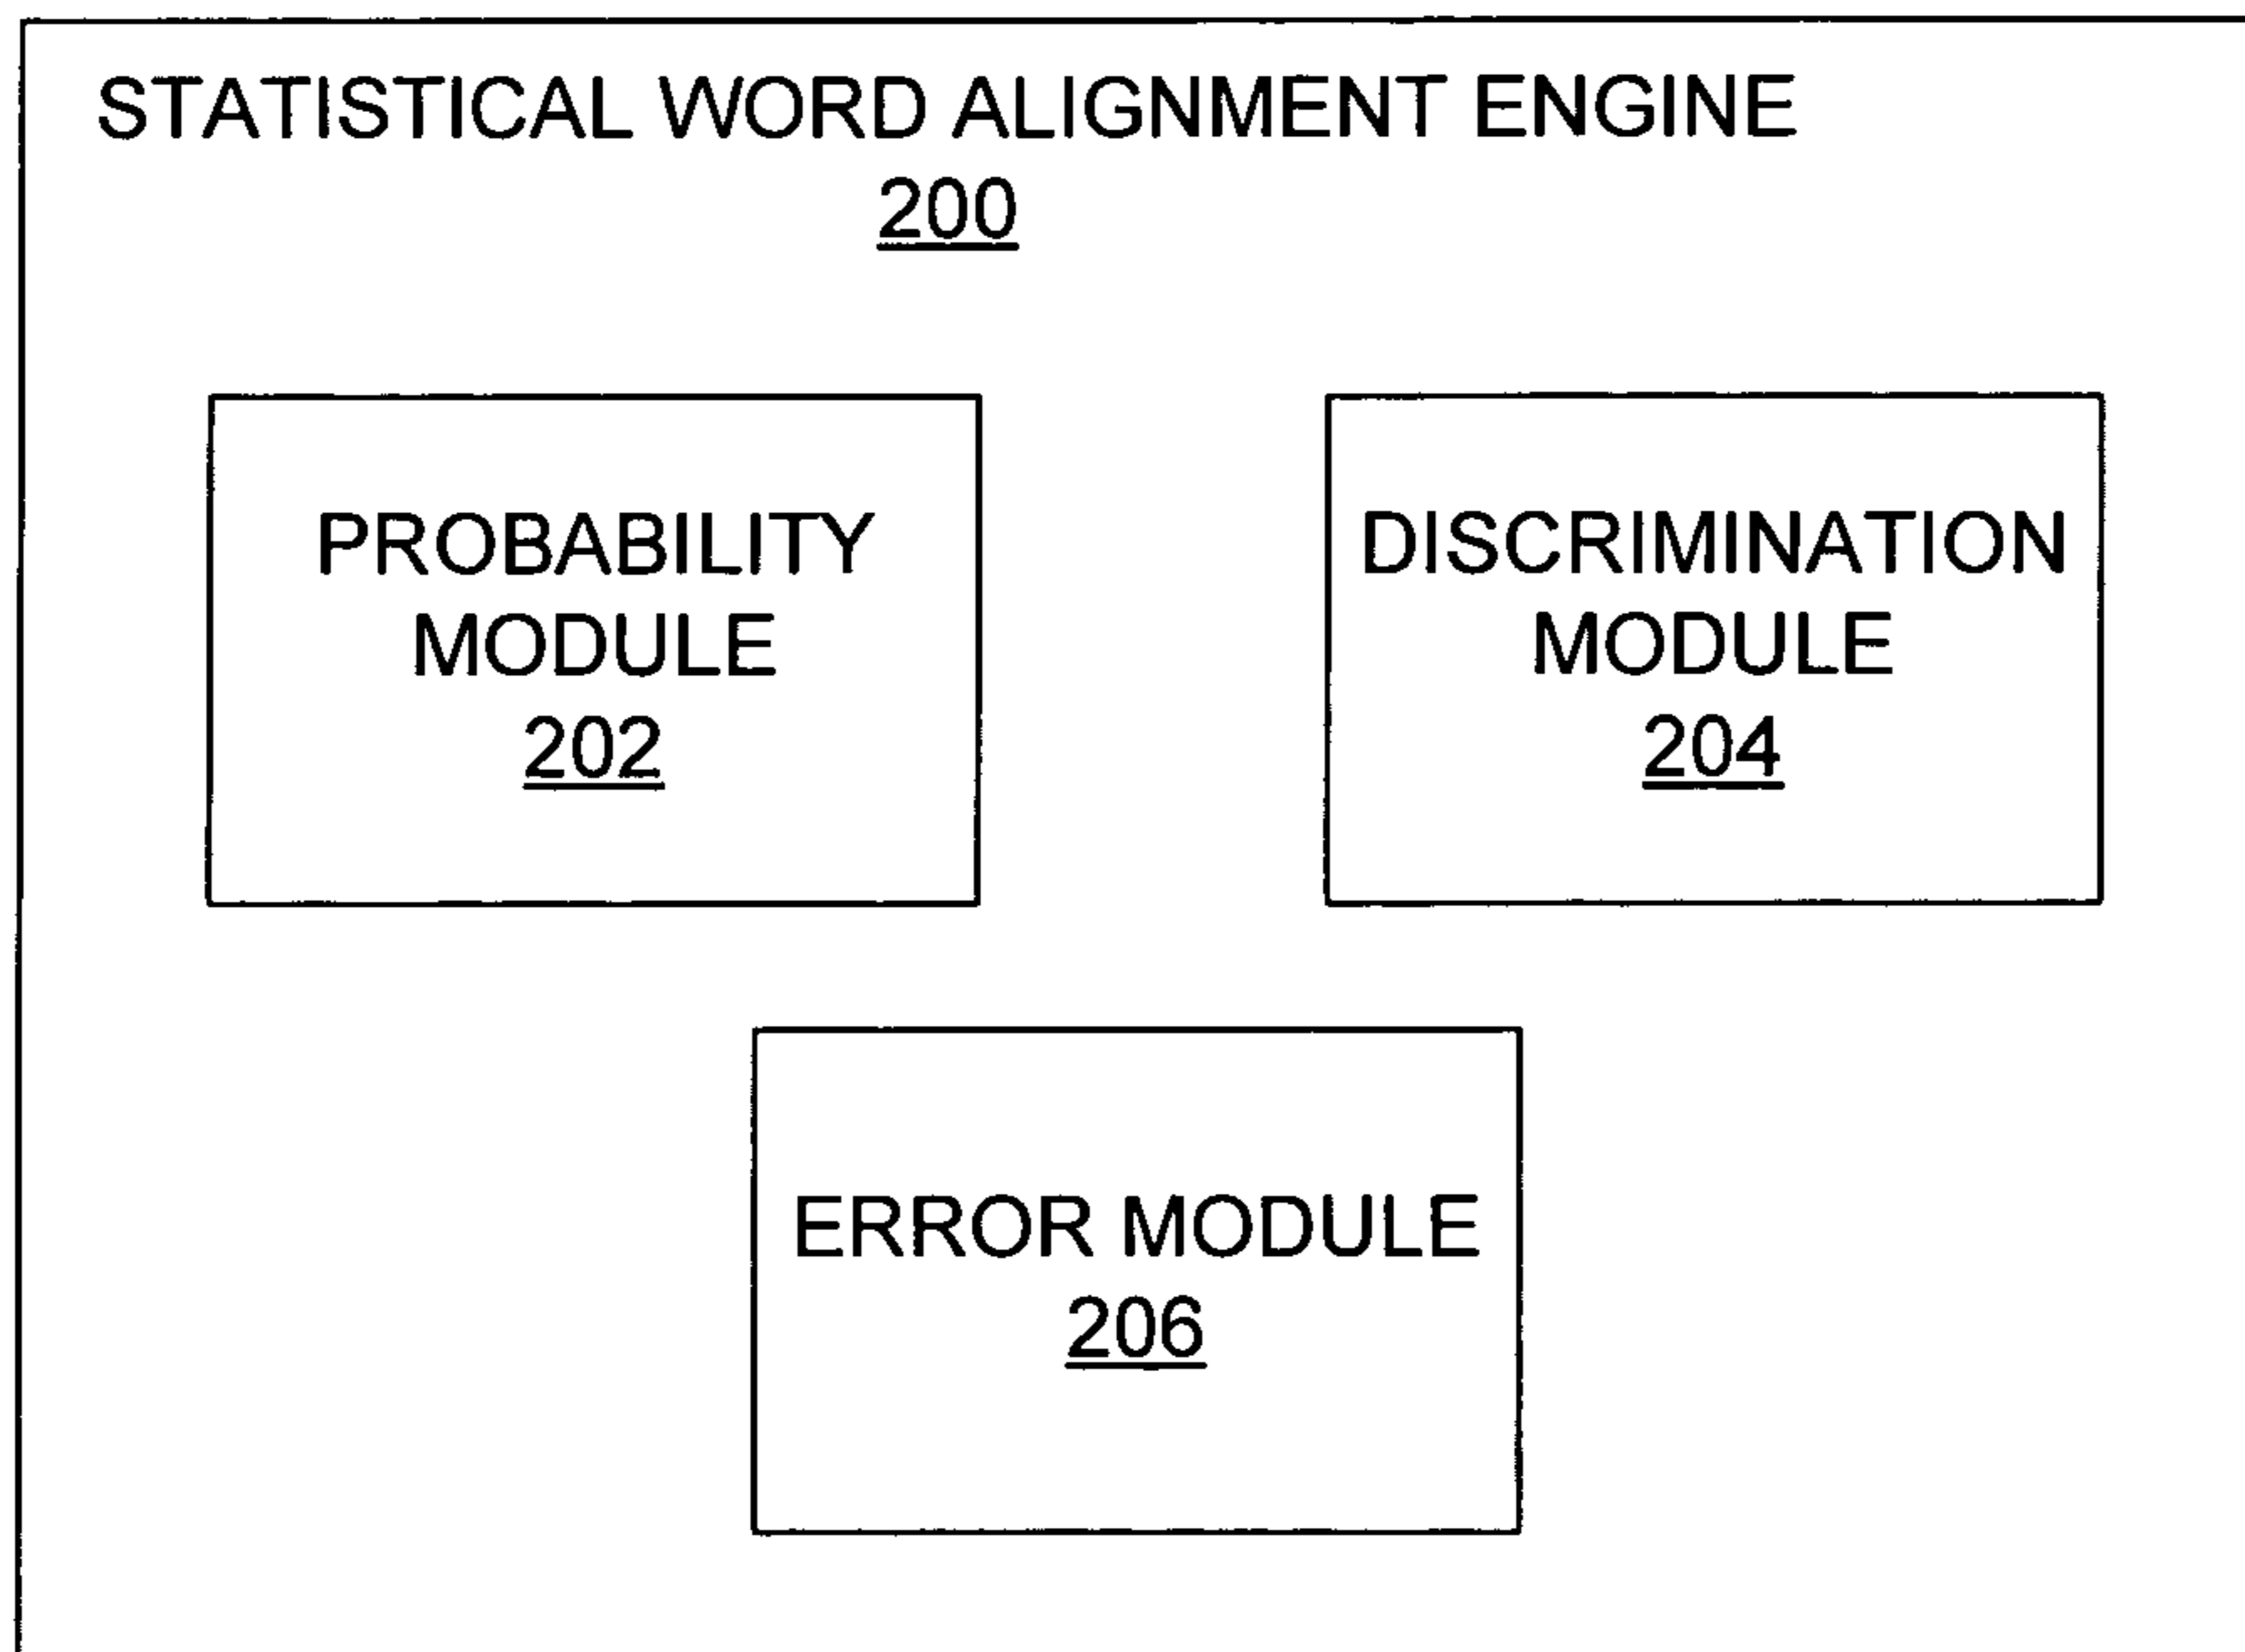 STATISTICAL WORD ALIGNMENT ENGINE
200
PROBABILITY
MODULE
202
DISCRIMINATION
MODULE
204
ERROR MODULE
206